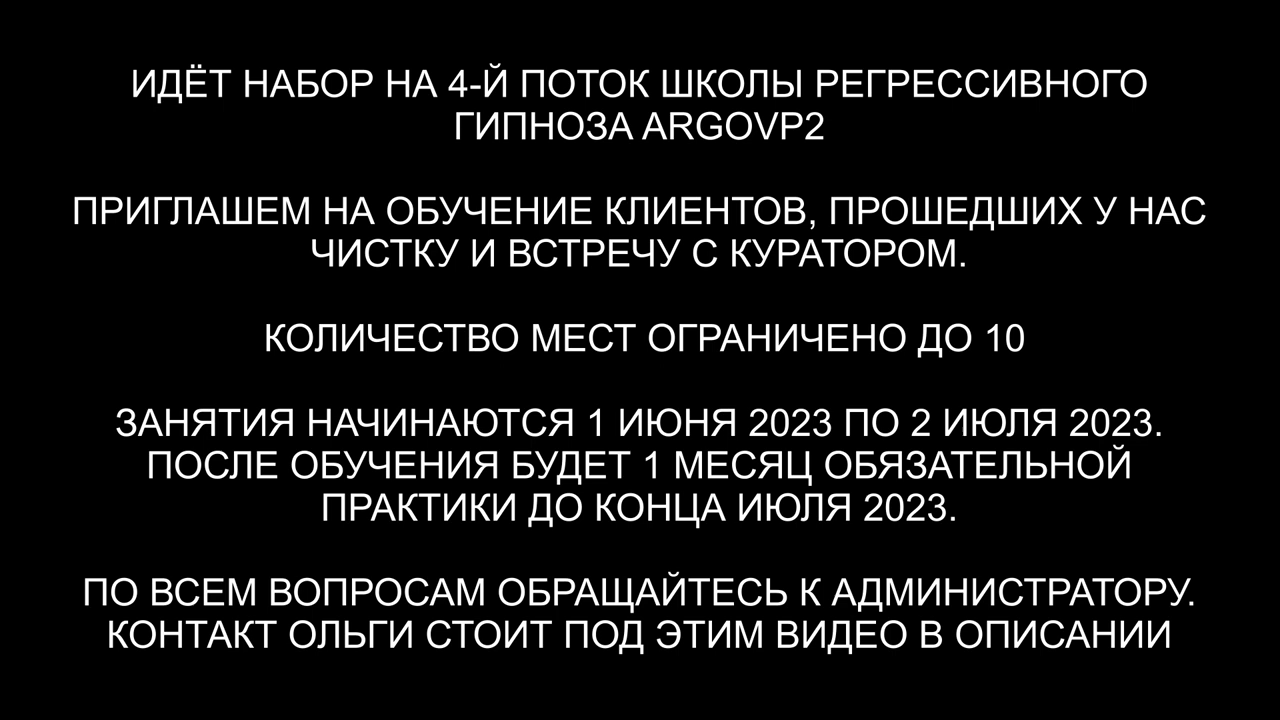 ИДЁТ НАБОР НА 4-Й ПОТОК ШКОЛЫ РЕГРЕССИВНОГО
ГИПНОЗА ARGOVP2
ПРИГЛАШЕМ НА ОБУЧЕНИЕ КЛИЕНТОВ, ПРОШЕДШИХ У НАС
ЧИСТКУ И ВСТРЕЧУ С КУРАТОРОМ.
КОЛИЧЕСТВО МЕСТ ОГРАНИЧЕНО ДО 10
ЗАНЯТИЯ НАЧИНАЮТСЯ 1 ИЮНЯ 2023 ПО 2 ИЮЛЯ 2023.
ПОСЛЕ ОБУЧЕНИЯ БУДЕТ 1 МЕСЯЦ ОБЯЗАТЕЛЬНОЙ
ПРАКТИКИ ДО КОНЦА ИЮЛЯ 2023.
ПО ВСЕМ ВОПРОСАМ ОБРАЩАЙТЕСЬ К АДМИНИСТРАТОРУ.
КОНТАКТ ОЛЬГИ СТОИТ ПОД ЭТИМ ВИДЕО В ОПИСАНИИ